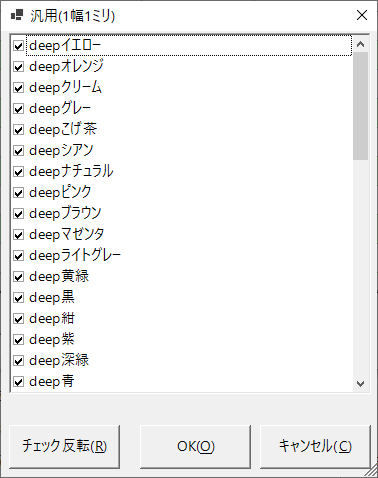 汎用(1幅1ミリ)
deepイエロー
deepオレンジ
deepクリーム
deepグレー
deepこげ茶
deepシアン
deepナチュラル
deepピンク
deepブラウン
deepマゼンタ
deepライトグレー
deep黄緑
deep黒
deep紺
deep紫
deep深緑
deep青
チェック反転(R) OK(O) キャンセル(C)